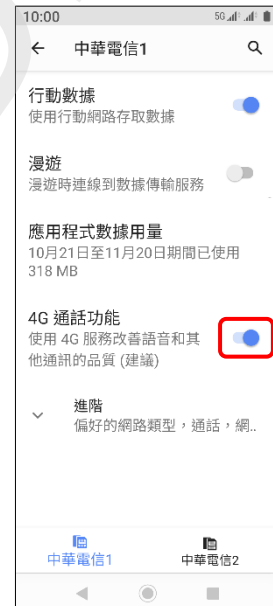 10:00
5G
中華電信1
行動數據
使用行動網路存取數據
漫遊
漫遊時連線到數據傳輸服務
應用程式數據用量
10月21日至11月20日期間已使用
318 MB
4G 通話功能
使用 4G 服務改善語音和其
他通訊的品質 (建議)
進階
偏好的網路類型，通話，網..
中華電信1
中華電信2